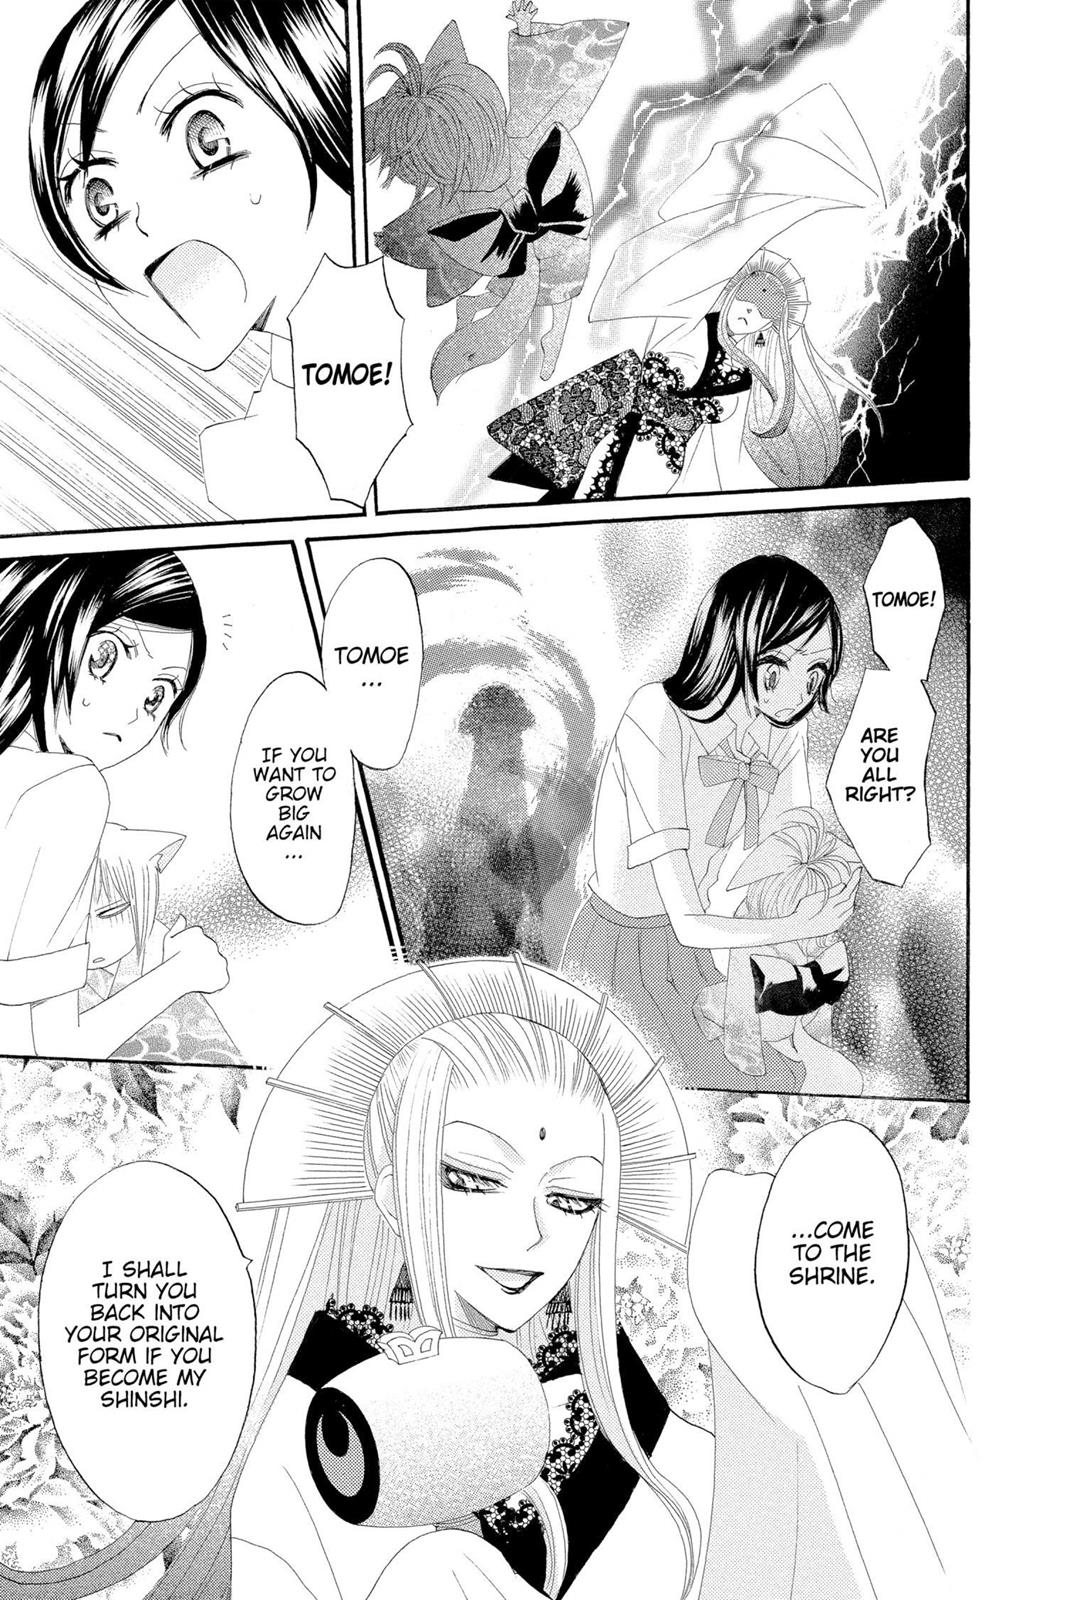 TOMOE!
TOMOE!
ARE
YOU
ALL
RIGHT?
TOMOE
...
IF YOU
WANT TO
GROW
BIG
AGAIN
...
...COME
TO THE
SHRINE.
I SHALL
TURN YOU
BACK INTO
YOUR ORIGINAL
FORM IF YOU
BECOME MY
SHINSHI.